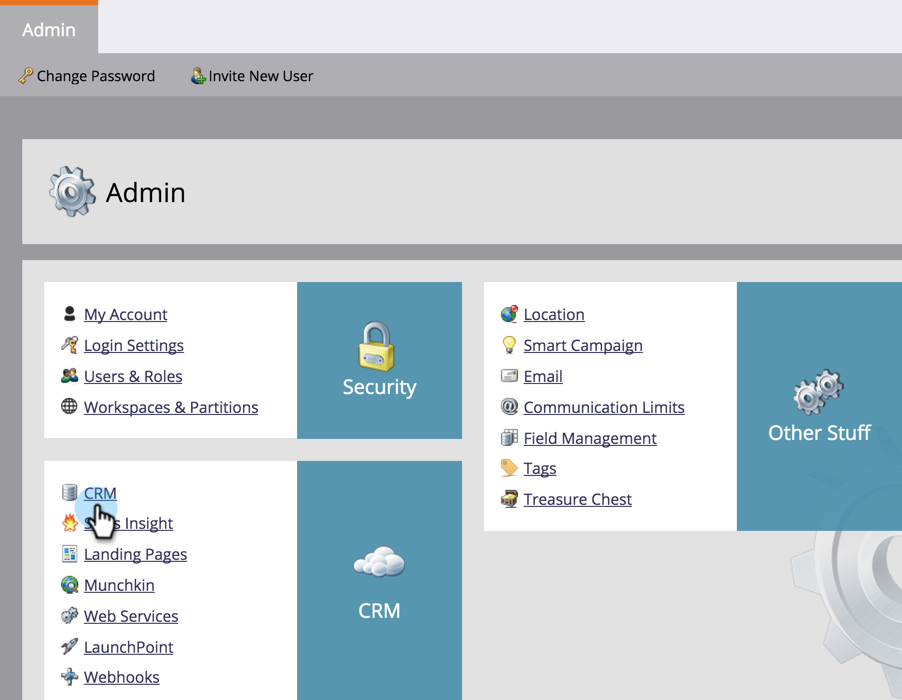 Admin
Change Password
Invite New User
Admin
My Account
Login Settings
Users & Roles
Workspaces & Partitions
Security
CRM
Insight
Landing Pages
Munchkin
Web Services
LaunchPoint
Webhooks
CRM
Location
Smart Campaign
Email
Communication Limits
Field Management
Tags
Treasure Chest
Other Stuff